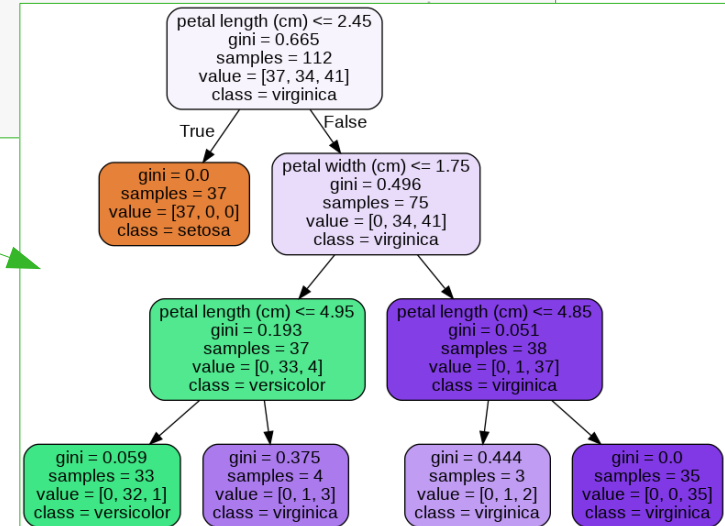 petal length (cm) <= 2.45
gini = 0.665
samples = 112
value = [37, 34, 41]
class = virginica
True
False
gini = 0.0
samples = 37
value = [37, 0, 0]
class = setosa
petal width (cm) <= 1.75
gini = 0.496
samples = 75
value = [0, 34, 41]
class = virginica
petal length (cm) <= 4.95
gini = 0.193
samples = 37
value = [0, 33, 4]
class = versicolor
petal length (cm) <= 4.85
gini = 0.051
samples = 38
value = [0, 1, 37]
class = virginica
gini = 0.059
samples = 33
value = [0, 32, 1]
class = versicolor
gini = 0.375
samples = 4
value = [0, 1, 3]
class = virginica
gini = 0.444
samples = 3
value = [0, 1, 2]
class = virginica
gini = 0.0
samples = 35
value = [0, 0, 35]
class = virginica